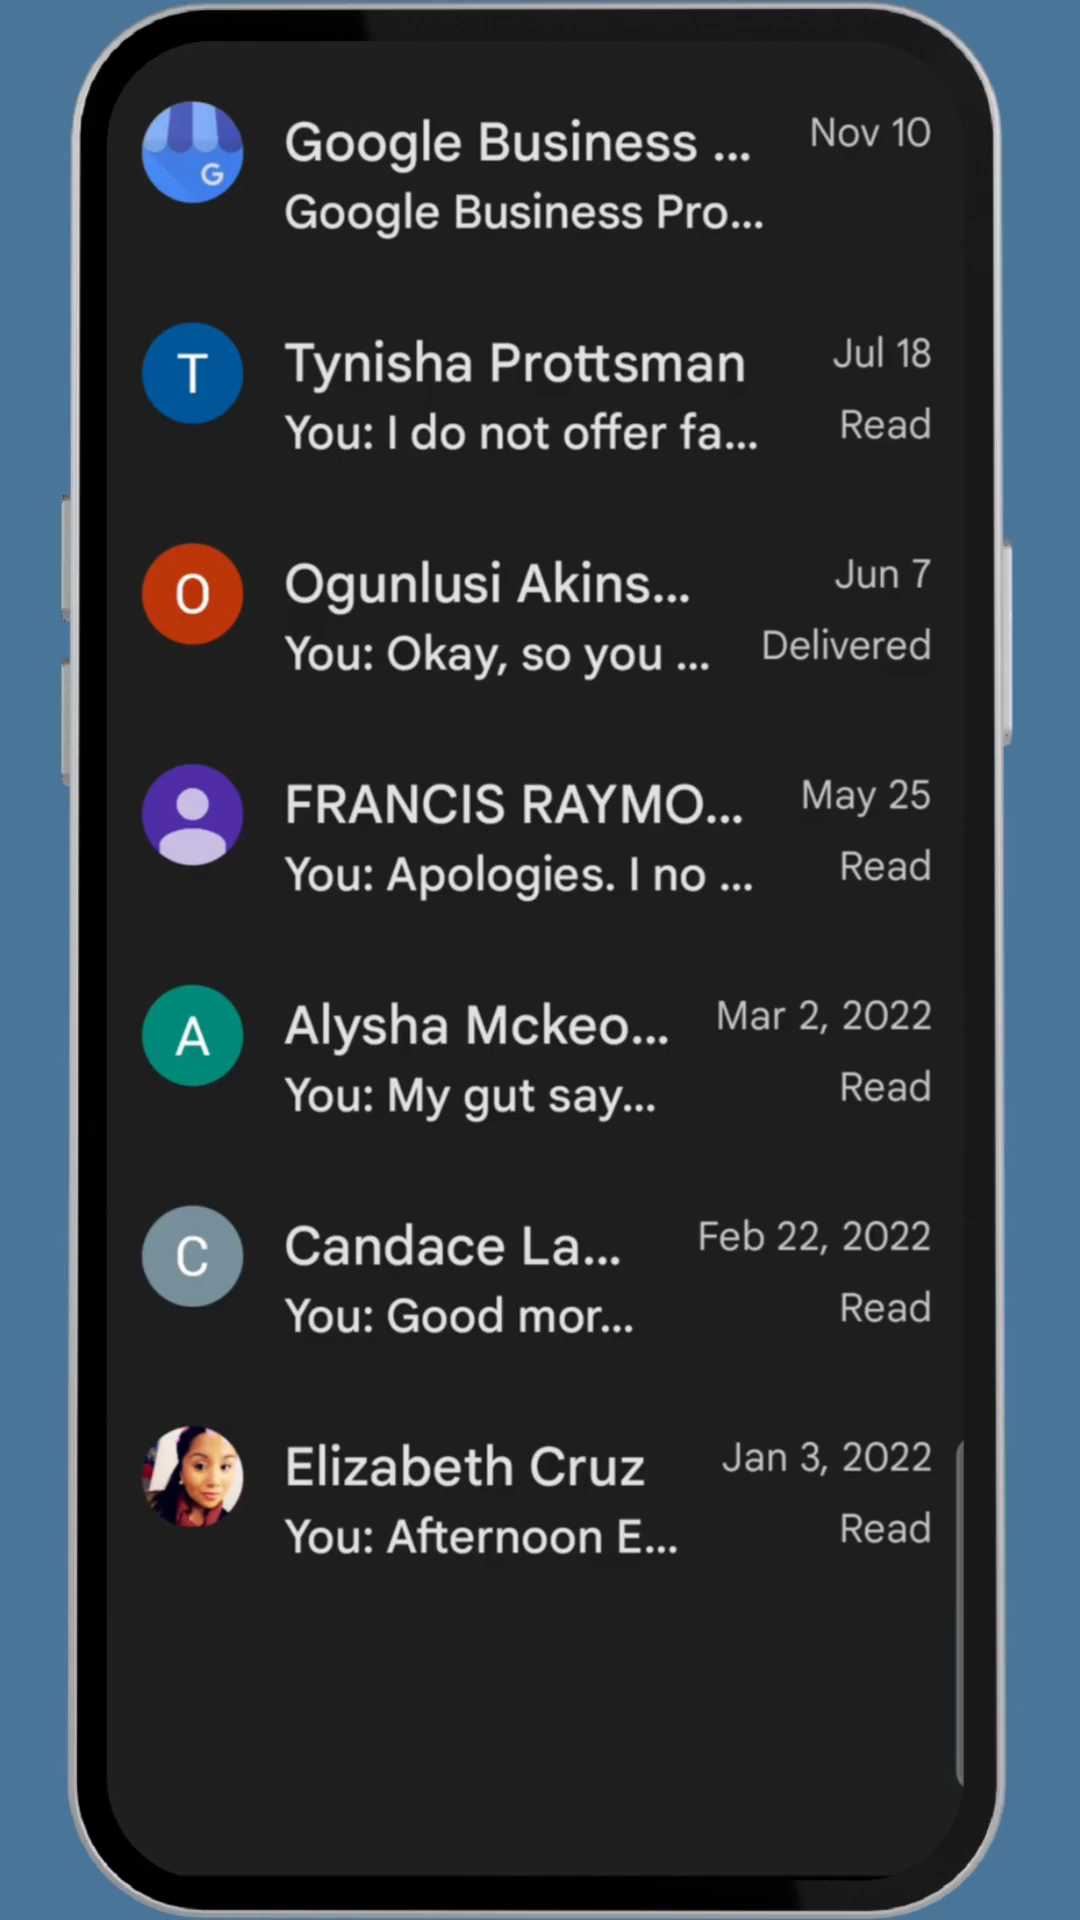 G
Google Business ...
Nov 10
Google Business Pro...
T
Tynisha Prottsman
Jul 18
You: I do not offer fa...
Read
O
Ogunlusi Akins...
Jun 7
You: Okay, so you ...
Delivered
FRANCIS RAYMO...
May 25
You: Apologies. I no ...
Read
A
Alysha Mckeo...
Mar 2, 2022
You: My gut say...
Read
C
Candace La...
Feb 22, 2022
You: Good mor...
Read
Elizabeth Cruz
Jan 3, 2022
You: Afternoon E...
Read